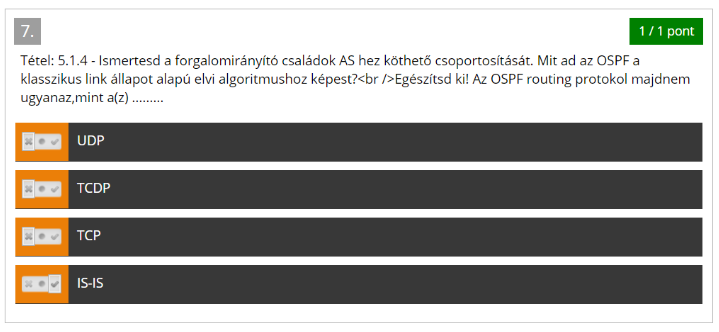 7.
1 / 1 pont
Tétel: 5.1.4 - Ismertesd a forgalomirányító családok AS hez köthető csoportosítását. Mit ad az OSPF a
klasszikus link állapot alapú elvi algoritmushoz képest?<br />Egészítsd ki! Az OSPF routing protokol majdnem
ugyanaz,mint a(z) .........
UDP
TCDP
TCP
IS-IS